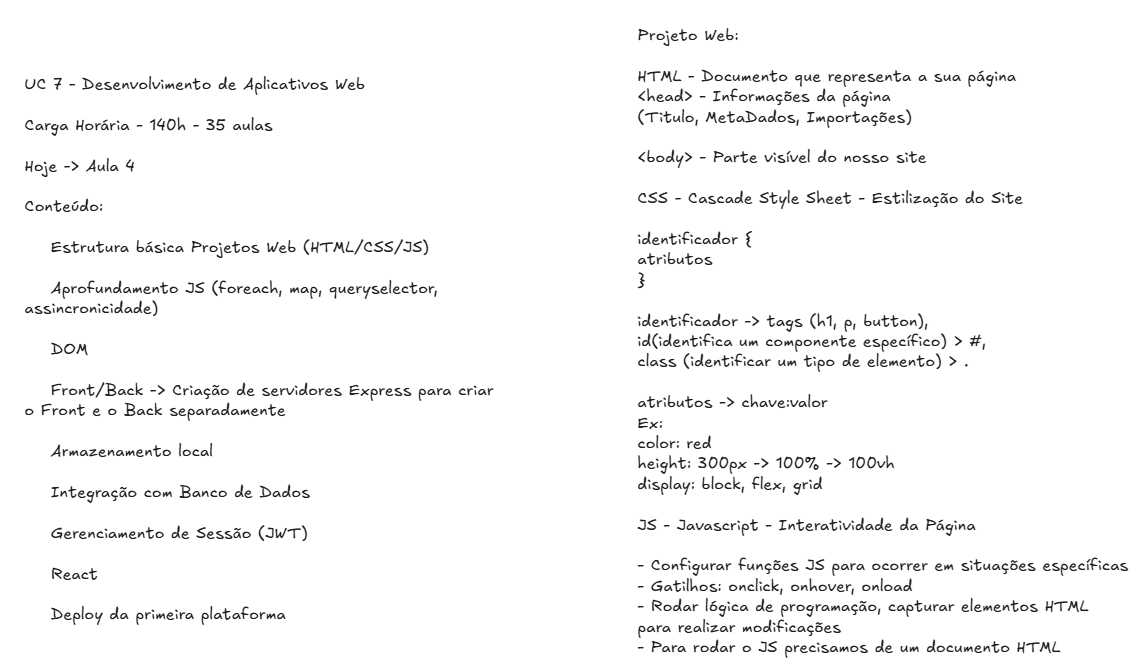 UC 7 - Desenvolvimento de Aplicativos Web
Carga Horária - 140h - 35 aulas
Hoje -> Aula 4
Conteúdo:
Estrutura básica Projetos Web (HTML/CSS/JS)
Aprofundamento JS (foreach, map, queryselector,
assincronicidade)
DOM
Front/Back -> Criação de servidores Express para criar
o Front e o Back separadamente
Armazenamento local
Integração com Banco de Dados
Gerenciamento de Sessão (JWT)
React
Deploy da primeira plataforma
Projeto Web:
HTML - Documento que representa a sua página
<head> - Informações da página
(Titulo, MetaDados, Importações)
<body> - Parte visível do nosso site
CSS - Cascade Style Sheet - Estilização do Site
identificador {
atributos
}
identificador -> tags (h1, p, button),
id(identifica um componente específico) > #,
class (identificar um tipo de elemento) > .
atributos -> chave:valor
Ex:
color: red
height: 300px -> 100% -> 100vh
display: block, flex, grid
JS - Javascript - Interatividade da Página
- Configurar funções JS para ocorrer em situações específicas
- Gatilhos: onclick, onhover, onload
- Rodar lógica de programação, capturar elementos HTML
para realizar modificações
- Para rodar o JS precisamos de um documento HTML